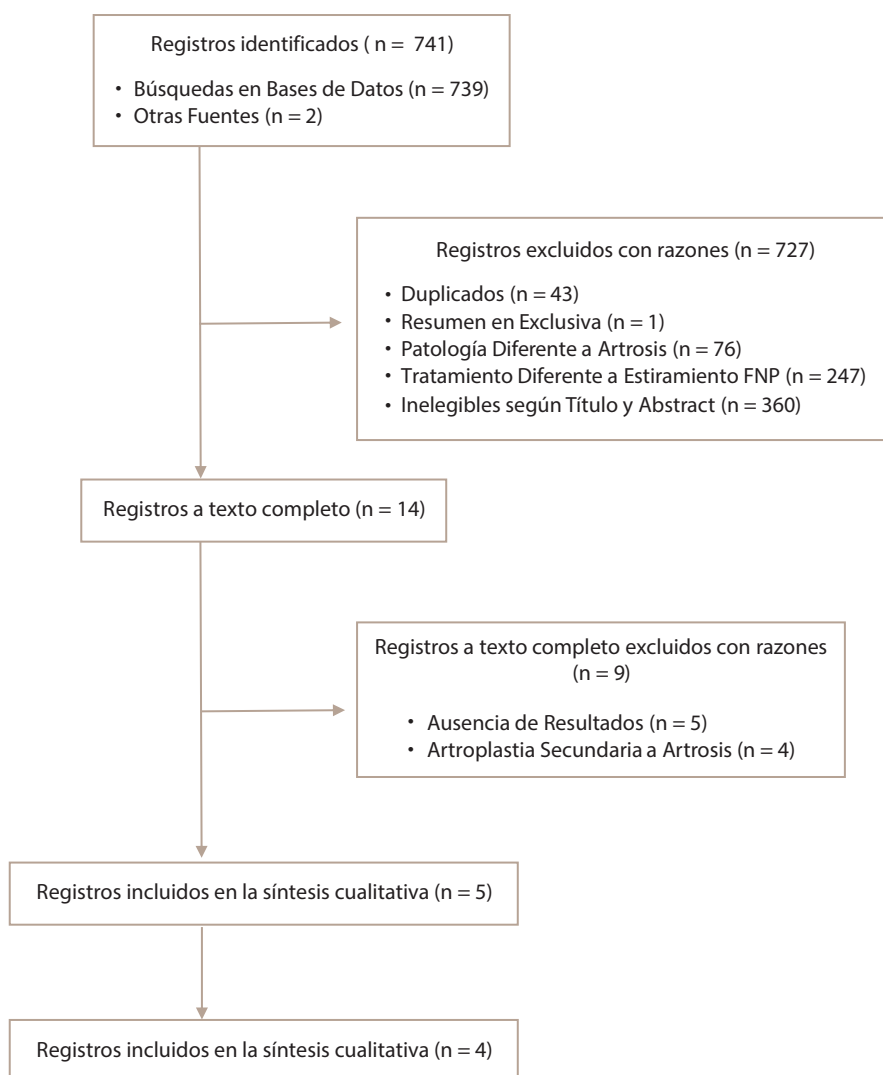 Registros identificados ( n = 741)
• Búsquedas en Bases de Datos (n = 739)
• Otras Fuentes (n = 2)
Registros excluidos con razones (n = 727)
• Duplicados (n = 43)
• Resumen en Exclusiva (n = 1)
• Patología Diferente a Artrosis (n = 76)
• Tratamiento Diferente a Estiramiento FNP (n = 247)
• Inelegibles según Título y Abstract (n = 360)
Registros a texto completo (n = 14)
Registros a texto completo excluidos con razones
(n = 9)
• Ausencia de Resultados (n = 5)
• Artroplastia Secundaria a Artrosis (n = 4)
Registros incluidos en la síntesis cualitativa (n = 5)
Registros incluidos en la síntesis cualitativa (n = 4)